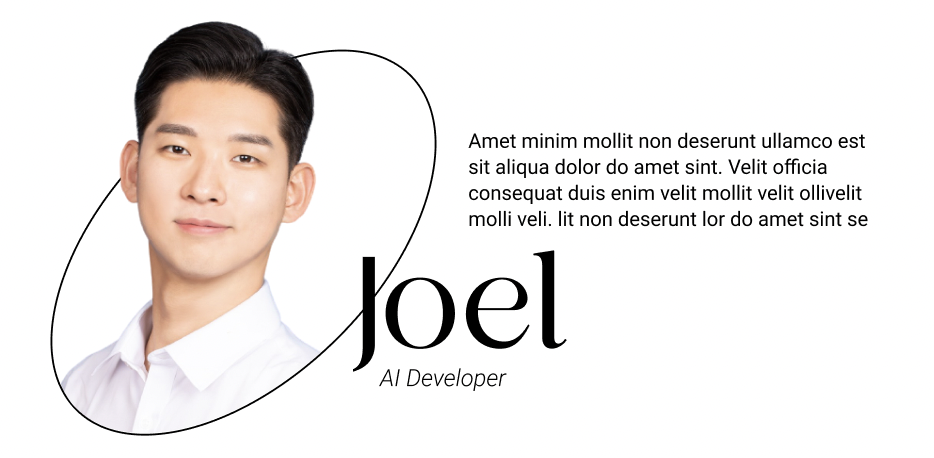 Amet minim mollit non deserunt ullamco est
sit aliqua dolor do amet sint. Velit officia
consequat duis enim velit mollit velit ollivelit
molli veli. lit non deserunt lor do amet sint se
Joel
AI Developer